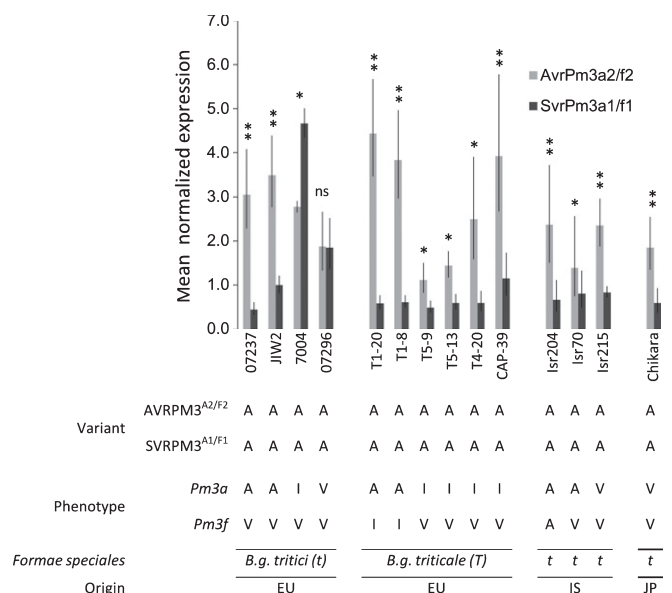 7.0
6.0
5.0
4.0
3.0
2.0
1.0
0.0
Mean normalized expression
AvrPm3a2/f2
SvrPm3a1/f1
** ** * ns ** ** * * * ** ** * ** **
07237 JIW2 7004 07296 T1-20 T1-8 T5-9 T5-13 T4-20 CAP-39 Isr204 Isr70 Isr215 Chikara
Variant
AVRPM3A2/F2 A A A A A A A A A A A A A A
SVRPM3A1/F1 A A A A A A A A A A A A A A
Phenotype
Pm3a A A I V A A I I I I A A V V
Pm3f V V V V I I V V V V A V V V
Formae speciales B.g. tritici (t) B.g. triticale (T) t t t t
Origin EU EU IS JP